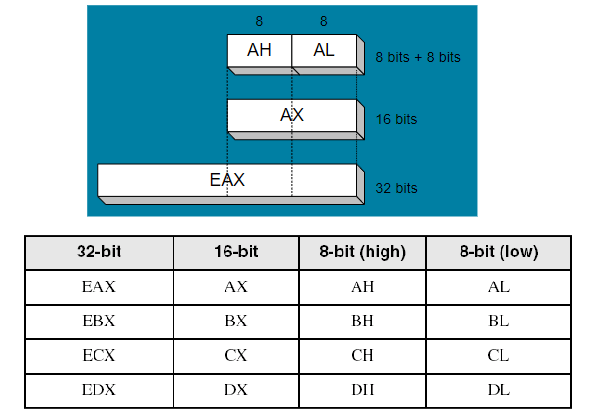 8 8
AH AL 8 bits + 8 bits
AX 16 bits
EAX 32 bits
32-bit 16-bit 8-bit (high) 8-bit (low)
EAX AX AH AL
EBX BX BH BL
ECX CX CH CL
EDX DX DH DL